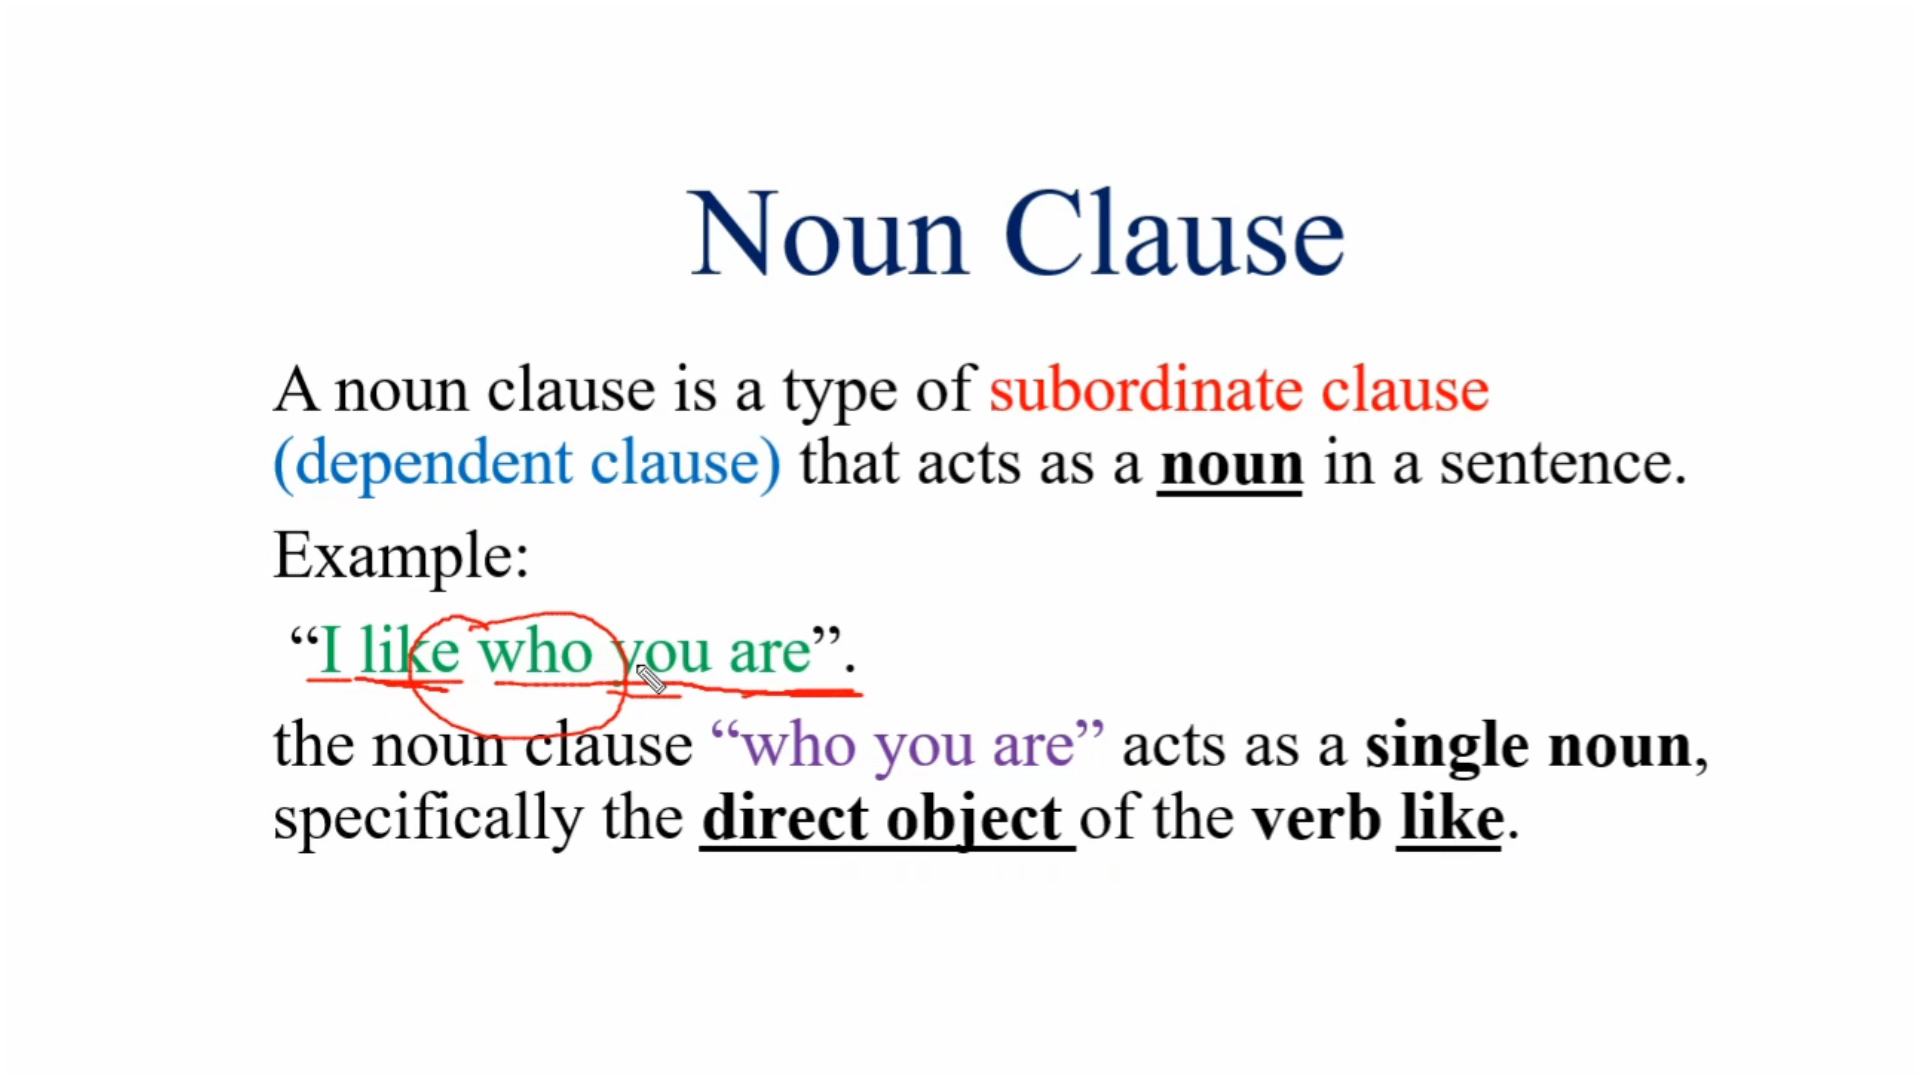 Noun Clause
A noun clause is a type of subordinate clause
(dependent clause) that acts as a noun in a sentence.
Example:
“I like who you are”.
the noun clause “who you are” acts as a single noun,
specifically the direct object of the verb like.